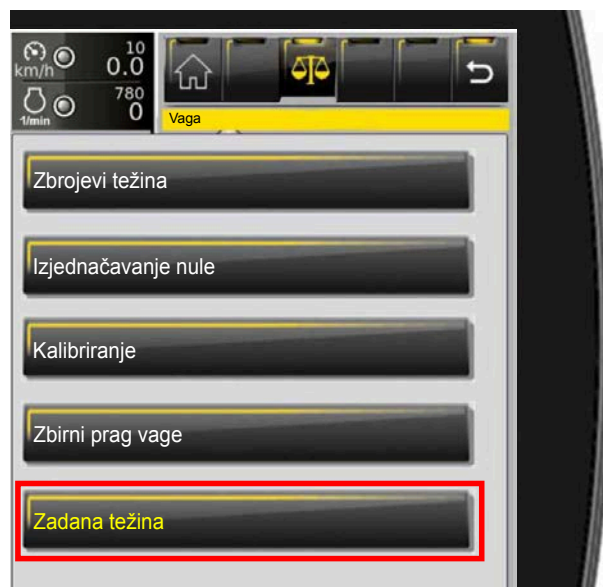 10
km/h 0.0
780
1/min 0
Vaga
Zbrojevi težina
Izjednačavanje nule
Kalibriranje
Zbirni prag vage
Zadana težina